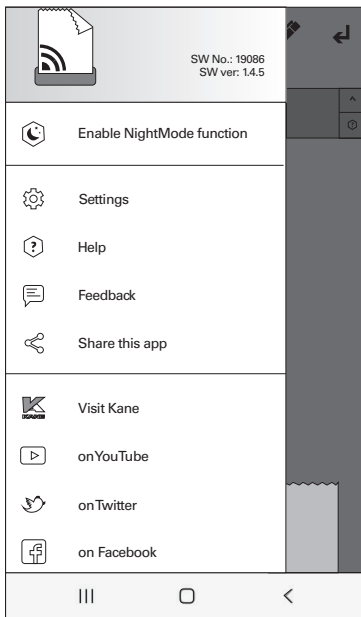 SW No.: 19086
SW ver: 1.4.5
Enable NightMode function
?
Settings
?
Help
Feedback
Share this app
KANE
Visit Kane
onYouTube
onTwitter
on Facebook